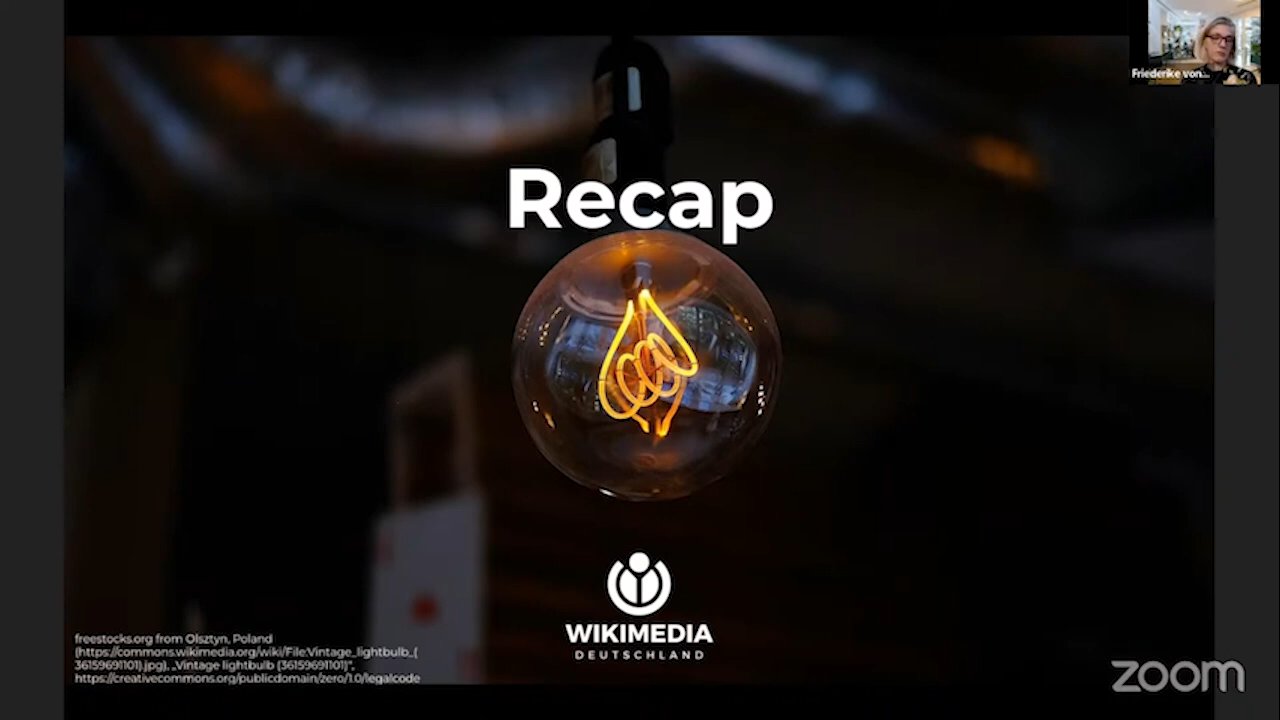 Friederike von...
Recap
WIKIMEDIA
DEUTSCHLAND
freestocks.org from Olsztyn, Poland
(https://commons.wikimedia.org/wiki/File:Vintage_lightbulb_(
36159691101).jpg), „Vintage lightbulb (36159691101)",
https://creativecommons.org/publicdomain/zero/1.0/legalcode
zoom